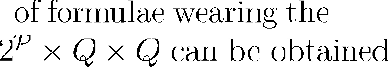 of formulae wearing the
2^p × Q × Q can be obtained